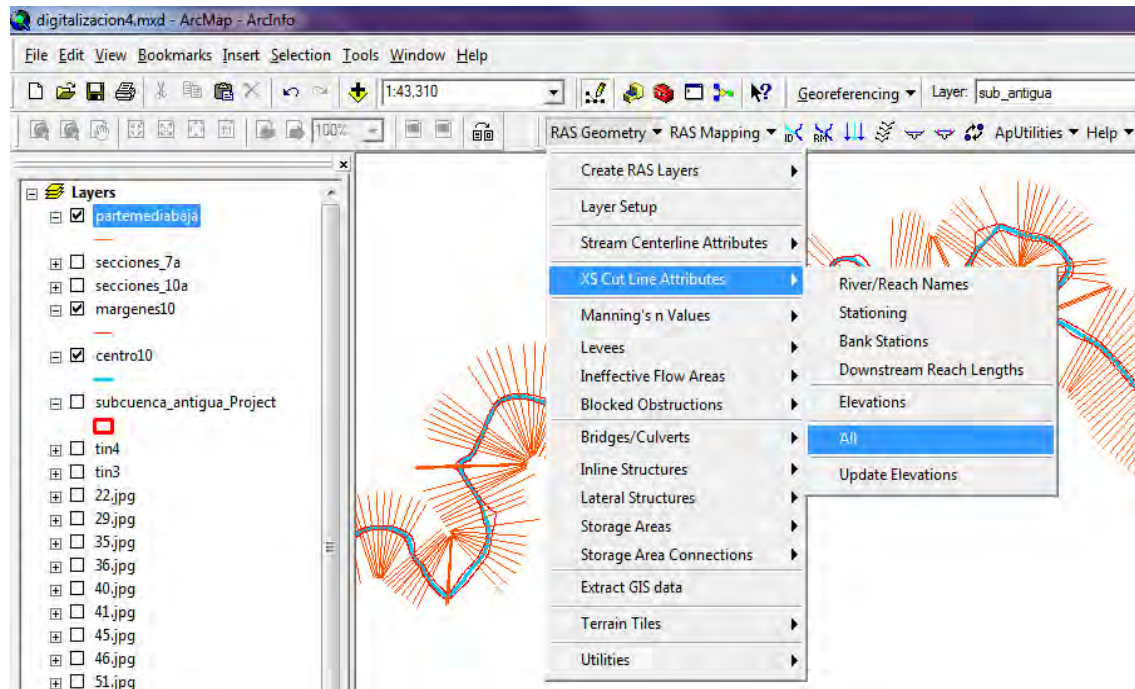 digitalizacion4.mxd - ArcMap - ArcInfo
File Edit View Bookmarks Insert Selection Tools Window Help
1:43,310 Georeferencing Layer: sub_antigua
100% RAS Geometry RAS Mapping ID RM ApUtilities Help
Layers
partemediabaja
secciones_7a
secciones_10a
margenes10
centro10
subcuenca_antigua_Project
tin4
tin3
22.jpg
29.jpg
35.jpg
36.jpg
40.jpg
41.jpg
45.jpg
46.jpg
51.jpg
Create RAS Layers
Layer Setup
Stream Centerline Attributes
XS Cut Line Attributes
Manning's n Values
Levees
Ineffective Flow Areas
Blocked Obstructions
Bridges/Culverts
Inline Structures
Lateral Structures
Storage Areas
Storage Area Connections
Extract GIS data
Terrain Tiles
Utilities
River/Reach Names
Stationing
Bank Stations
Downstream Reach Lengths
Elevations
All
Update Elevations